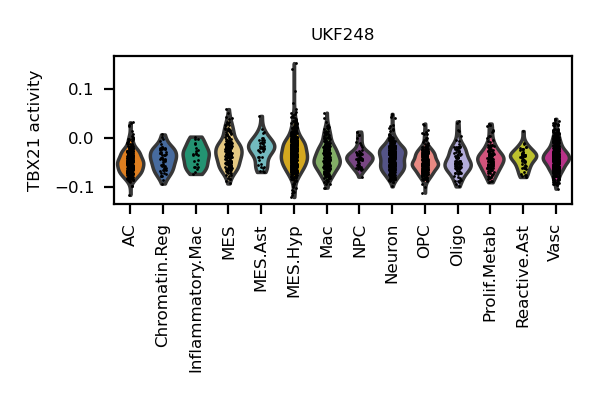 UKF248
TBX21 activity
0.1
0.0
−0.1
AC
Chromatin.Reg
Inflammatory.Mac
MES
MES.Ast
MES.Hyp
Mac
NPC
Neuron
OPC
Oligo
Prolif.Metab
Reactive.Ast
Vasc